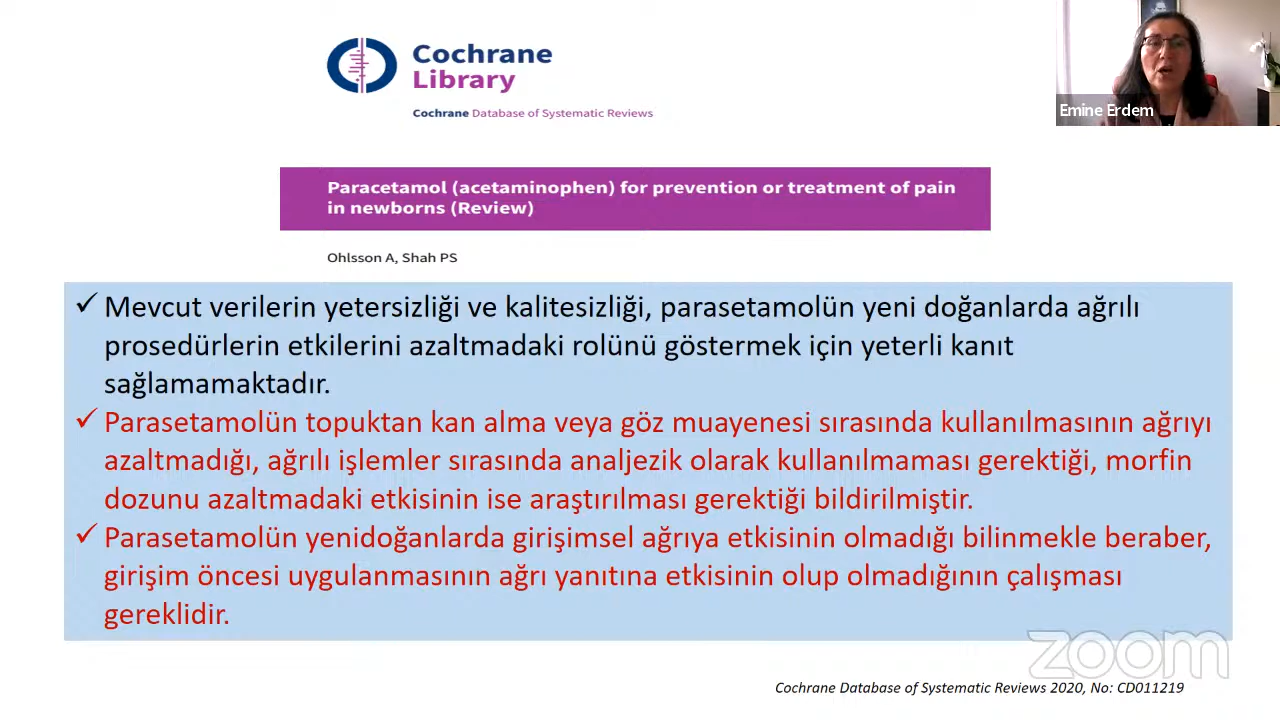 Cochrane
Library
Cochrane Database of Systematic Reviews
Emine Erdem
Paracetamol (acetaminophen) for prevention or treatment of pain
in newborns (Review)
Ohlsson A, Shah PS
✓ Mevcut verilerin yetersizliği ve kalitesizliği, parasetamolün yeni doğanlarda ağrılı
prosedürlerin etkilerini azaltmadaki rolünü göstermek için yeterli kanıt
sağlamamaktadır.
✓ Parasetamolün topuktan kan alma veya göz muayenesi sırasında kullanılmasının ağrıyı
azaltmadığı, ağrılı işlemler sırasında analjezik olarak kullanılmaması gerektiği, morfin
dozunu azaltmadaki etkisinin ise araştırılması gerektiği bildirilmiştir.
✓ Parasetamolün yenidoğanlarda girişimsel ağrıya etkisinin olmadığı bilinmekle beraber,
girişim öncesi uygulanmasının ağrı yanıtına etkisinin olup olmadığının çalışması
gereklidir.
zoom
Cochrane Database of Systematic Reviews 2020, No: CD011219